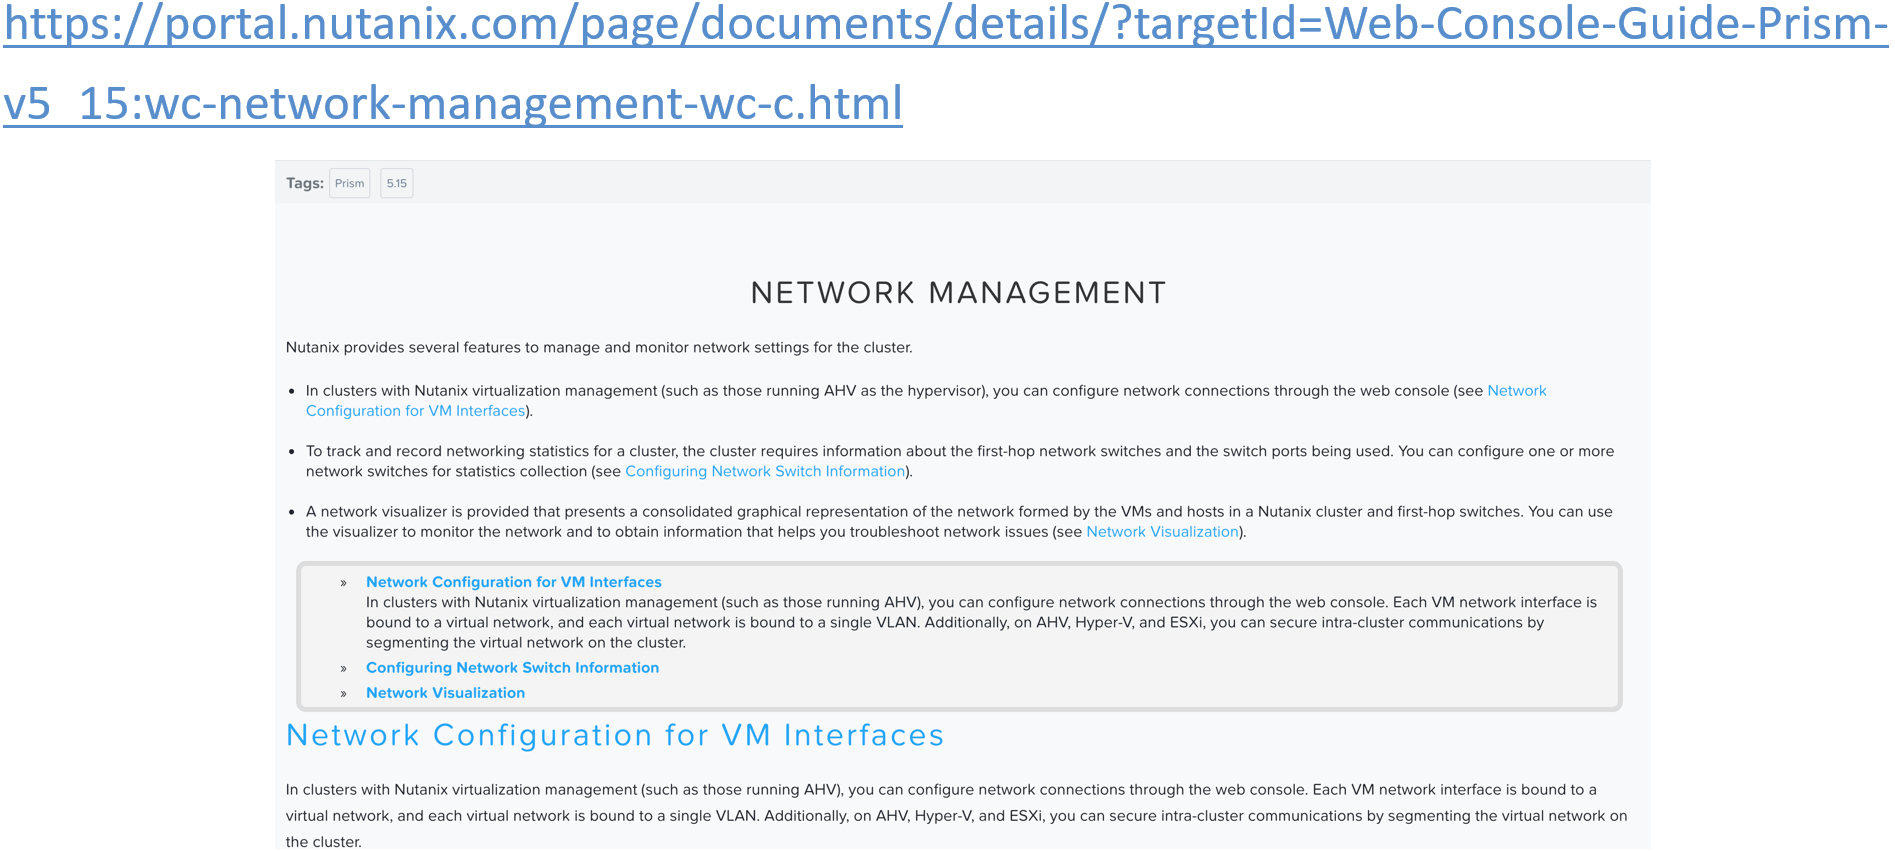 https://portal.nutanix.com/page/documents/details/?targetId=Web-Console-Guide-Prism-
v5_15:wc-network-management-wc-c.html
Tags: Prism 5.15
NETWORK MANAGEMENT
Nutanix provides several features to manage and monitor network settings for the cluster.
• In clusters with Nutanix virtualization management (such as those running AHV as the hypervisor), you can configure network connections through the web console (see Network
Configuration for VM Interfaces).
• To track and record networking statistics for a cluster, the cluster requires information about the first-hop network switches and the switch ports being used. You can configure one or more
network switches for statistics collection (see Configuring Network Switch Information).
• A network visualizer is provided that presents a consolidated graphical representation of the network formed by the VMs and hosts in a Nutanix cluster and first-hop switches. You can use
the visualizer to monitor the network and to obtain information that helps you troubleshoot network issues (see Network Visualization).
» Network Configuration for VM Interfaces
In clusters with Nutanix virtualization management (such as those running AHV), you can configure network connections through the web console. Each VM network interface is
bound to a virtual network, and each virtual network is bound to a single VLAN. Additionally, on AHV, Hyper-V, and ESXi, you can secure intra-cluster communications by
segmenting the virtual network on the cluster.
» Configuring Network Switch Information
» Network Visualization
Network Configuration for VM Interfaces
In clusters with Nutanix virtualization management (such as those running AHV), you can configure network connections through the web console. Each VM network interface is bound to a
virtual network, and each virtual network is bound to a single VLAN. Additionally, on AHV, Hyper-V, and ESXi, you can secure intra-cluster communications by segmenting the virtual network on
the cluster.